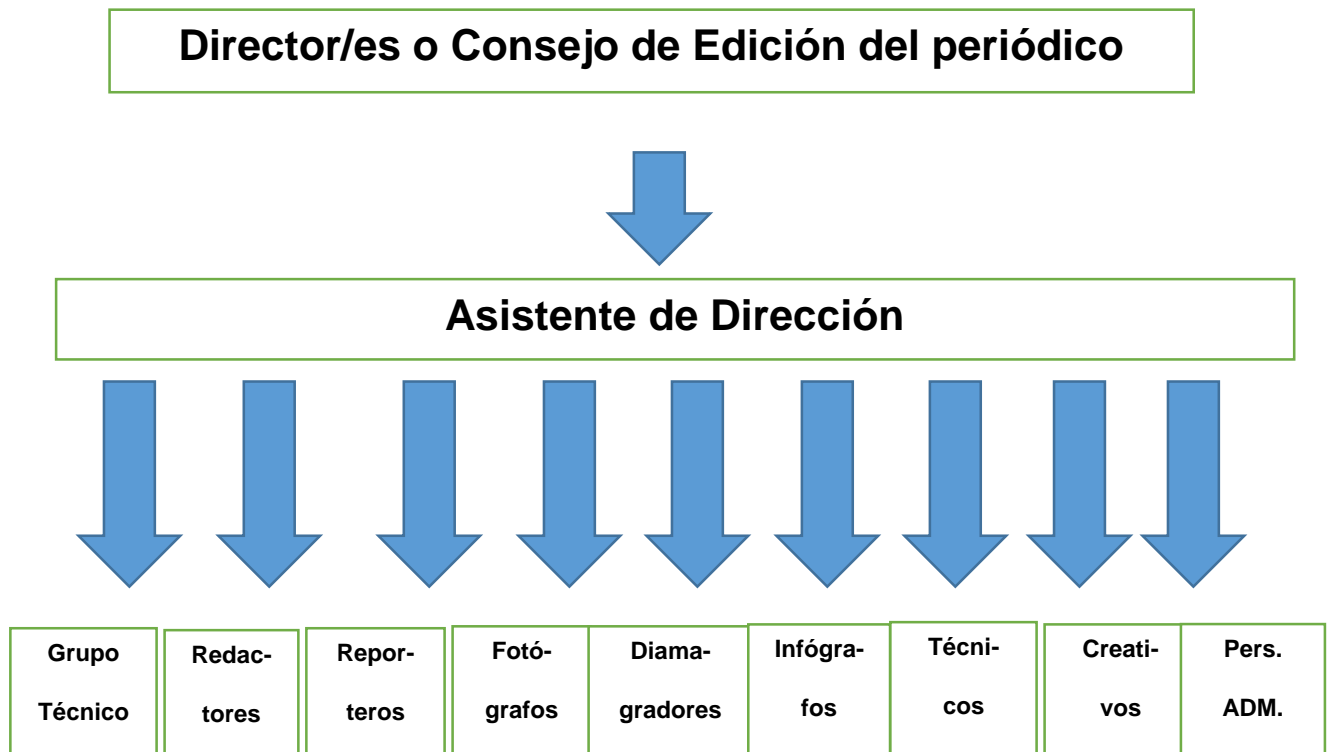 Director/es o Consejo de Edición del periódico
Asistente de Dirección
Grupo
Técnico
Redac-
tores
Repor-
teros
Fotó-
grafos
Diama-
gradores
Infógra-
fos
Técni-
cos
Creati-
vos
Pers.
ADM.